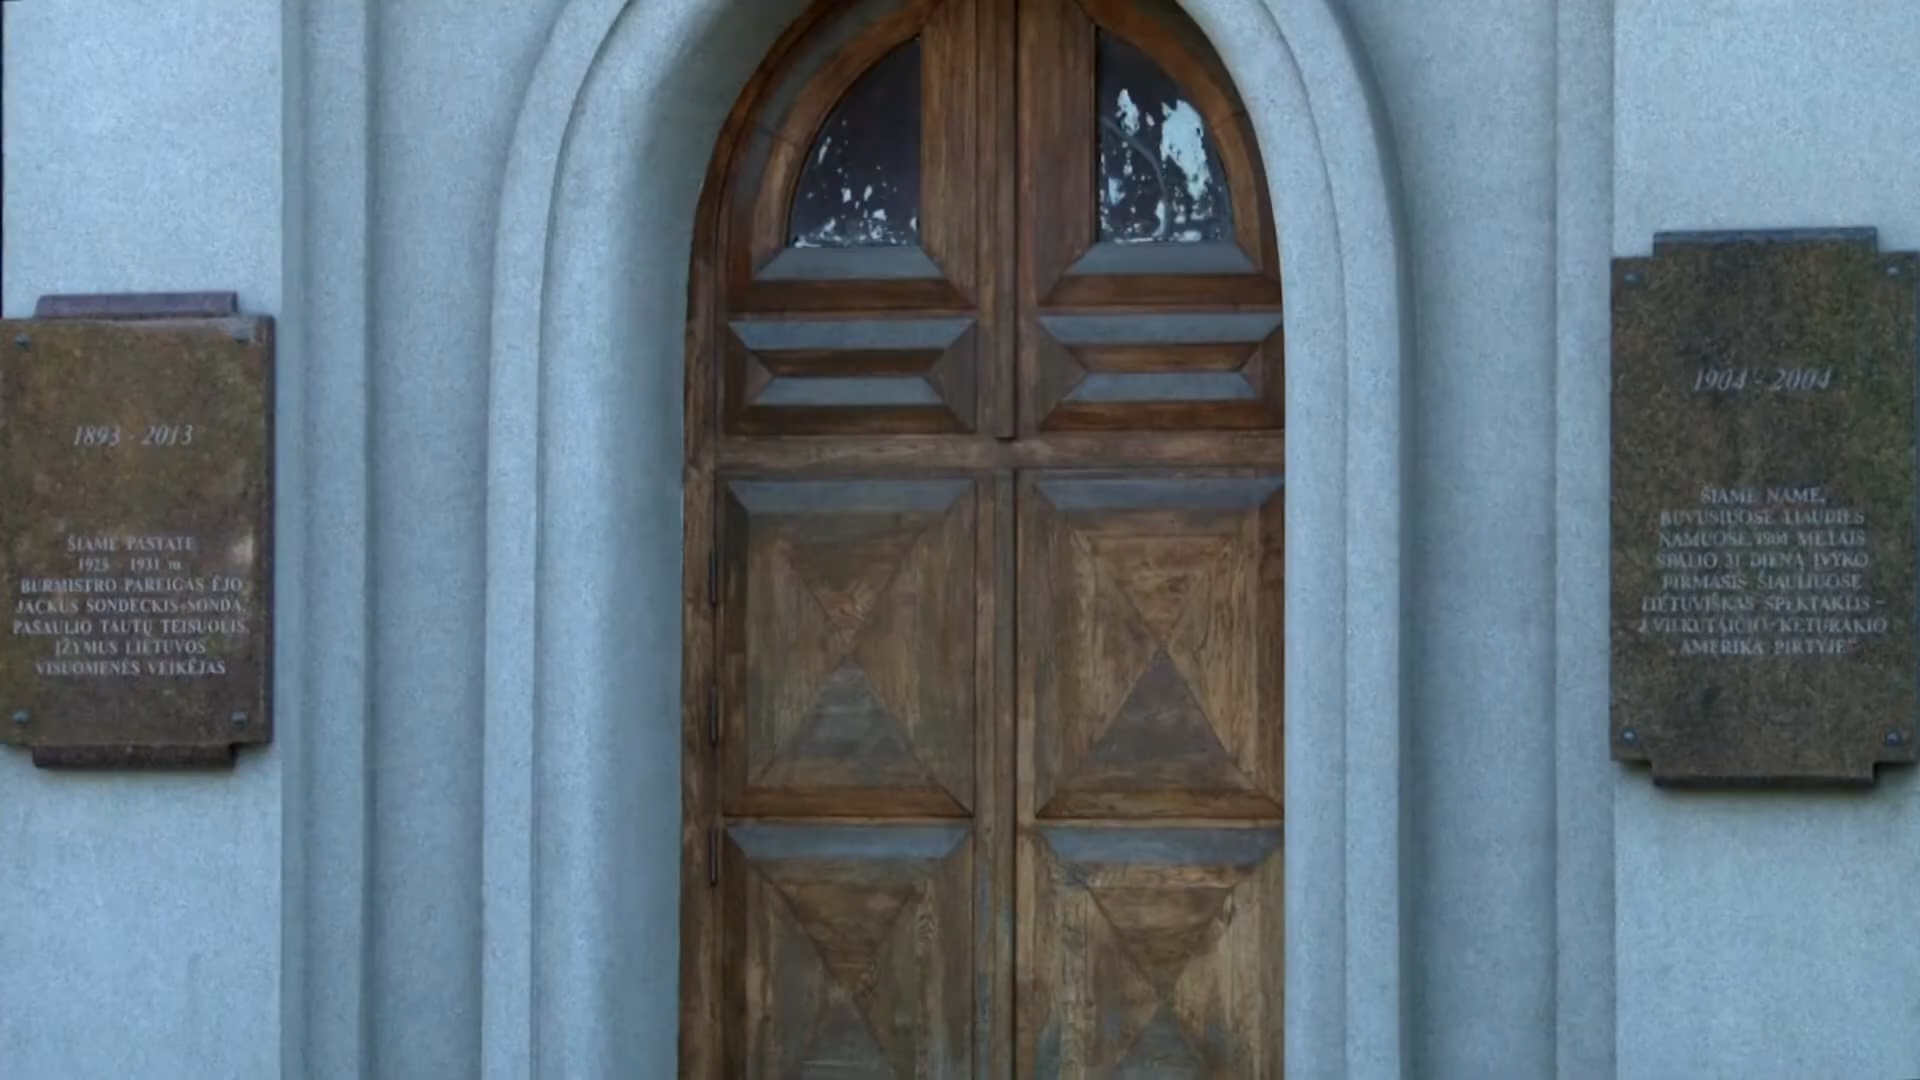 1893 - 2013
ŠIAME PASTATE
1925 - 1931 m.
BURMISTRO PAREIGAS ĖJO
JACKUS SONDECKIS-SONDA,
PASAULIO TAUTŲ TEISUOLIS,
ĮŽYMUS LIETUVOS
VISUOMENĖS VEIKĖJAS
1904 - 2004
ŠIAME NAME,
BUVUSIUOSE LIAUDIES
NAMUOSE, 1904 METAIS
SPALIO 31 DIENĄ ĮVYKO
PIRMASIS ŠIAULIUOSE
LIETUVIŠKAS SPEKTAKLIS -
J.VILKUTAIČIO-KETURAKIO
„AMERIKA PIRTYJE"